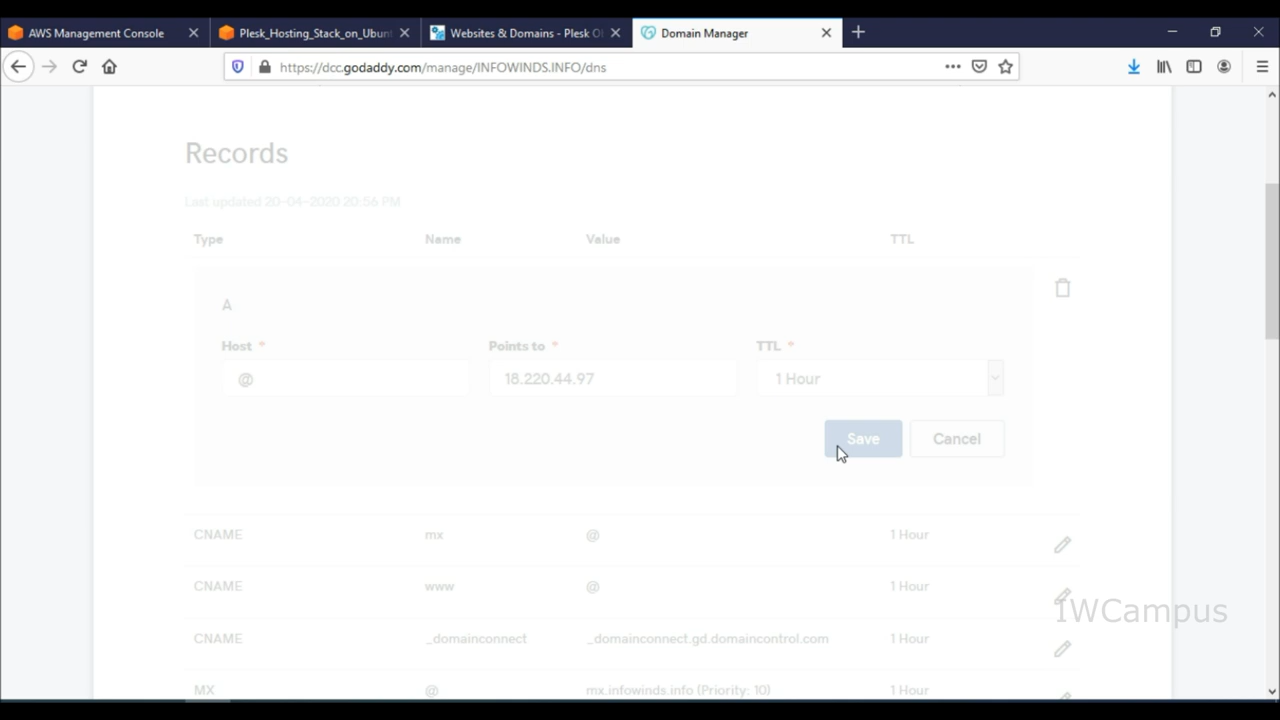 AWS Management Console
Plesk_Hosting_Stack_on_Ubun
Websites & Domains - Plesk O
Domain Manager
https://dcc.godaddy.com/manage/INFOWINDS.INFO/dns
Records
Last updated 20-04-2020 20:56 PM
Type Name Value TTL
A
Host * Points to * TTL *
@ 18.220.44.97 1 Hour
Save Cancel
CNAME mx @ 1 Hour
CNAME www @ 1 Hour
IWCampus
CNAME _domainconnect _domainconnect.gd.domaincontrol.com 1 Hour
MX @ mx.infowinds.info (Priority: 10) 1 Hour